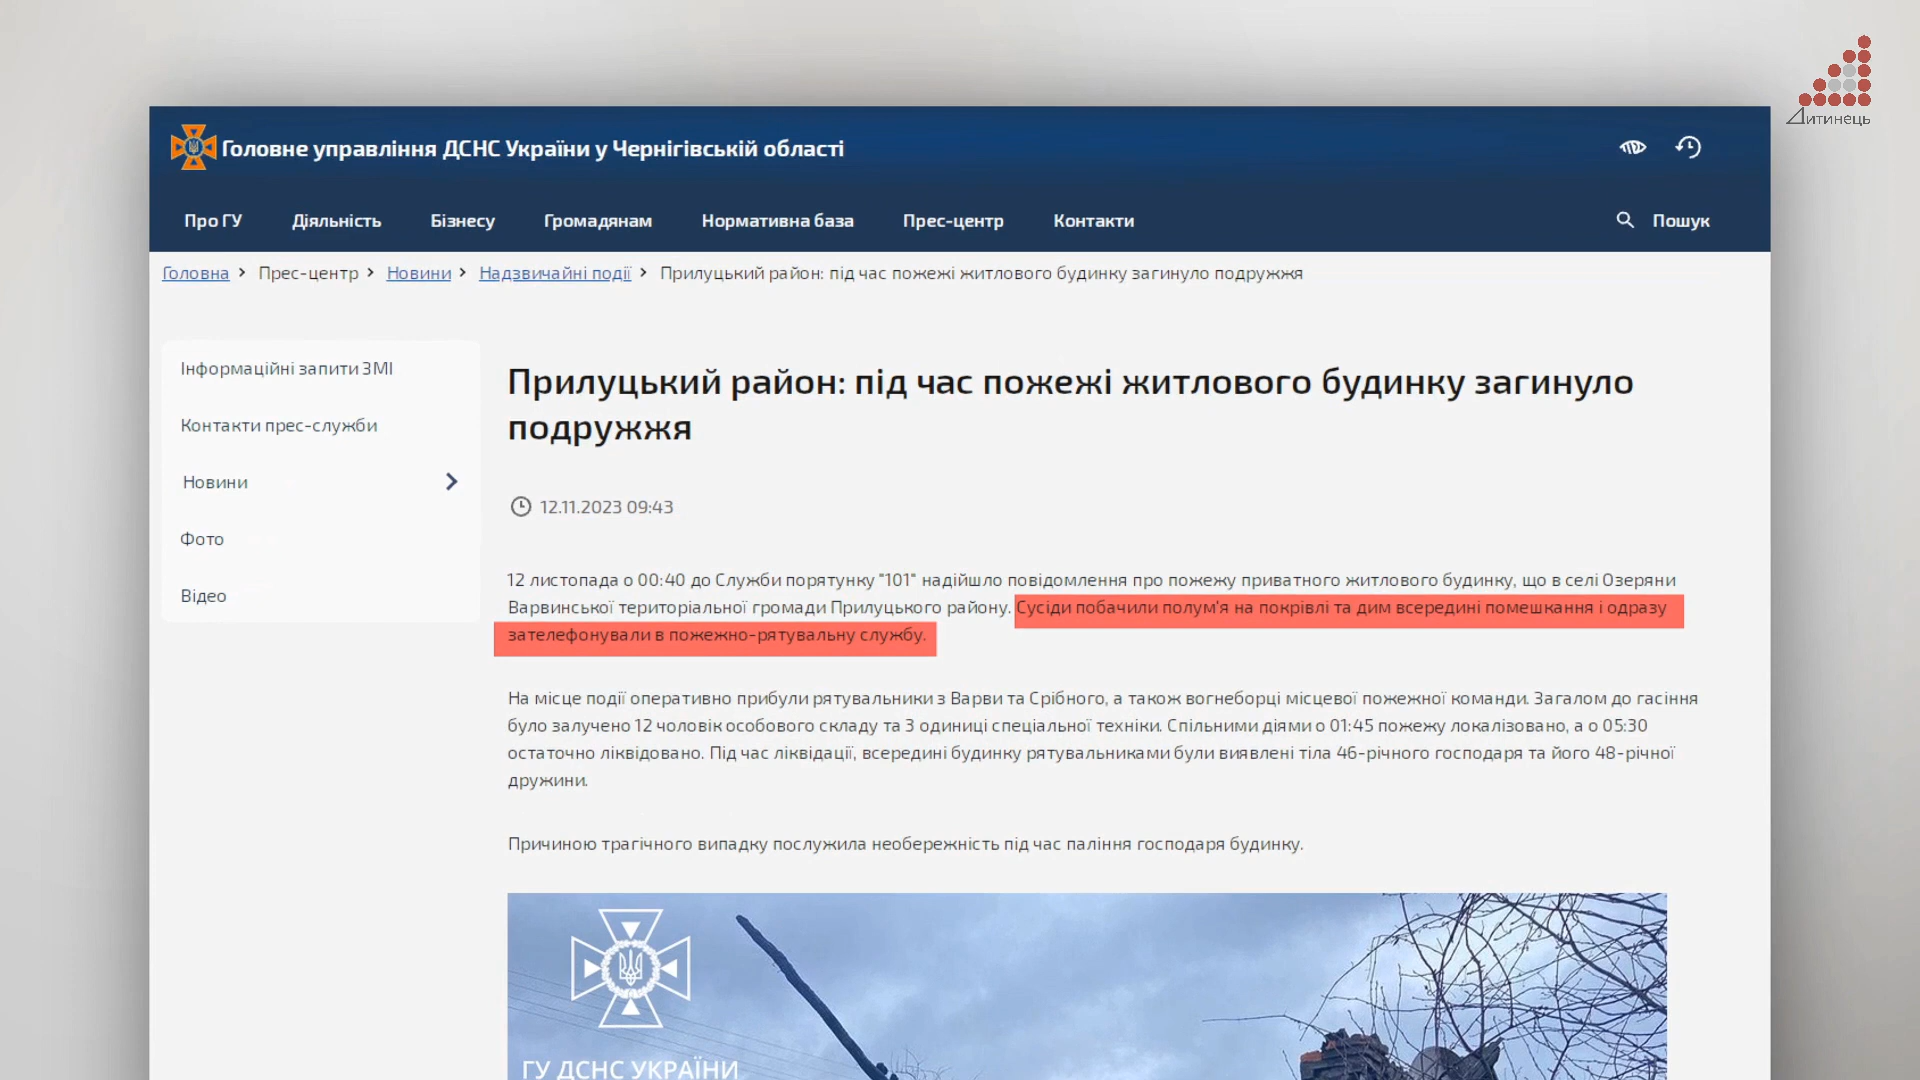 Дитинець
Головне управління ДСНС України у Чернігівській області
Про ГУ Діяльність Бізнесу Громадянам Нормативна база Прес-центр Контакти Пошук
Головна > Прес-центр > Новини > Надзвичайні події > Прилуцький район: під час пожежі житлового будинку загинуло подружжя
Інформаційні запити ЗМІ
Контакти прес-служби
Новини
Фото
Відео
Прилуцький район: під час пожежі житлового будинку загинуло
подружжя
12.11.2023 09:43
12 листопада о 00:40 до Служби порятунку "101" надійшло повідомлення про пожежу приватного житлового будинку, що в селі Озеряни
Варвинської територіальної громади Прилуцького району. Сусіди побачили полум'я на покрівлі та дим всередині помешкання і одразу
зателефонували в пожежно-рятувальну службу.
На місце події оперативно прибули рятувальники з Варви та Срібного, а також вогнеборці місцевої пожежної команди. Загалом до гасіння
було залучено 12 чоловік особового складу та 3 одиниці спеціальної техніки. Спільними діями о 01:45 пожежу локалізовано, а о 05:30
остаточно ліквідовано. Під час ліквідації, всередині будинку рятувальниками були виявлені тіла 46-річного господаря та його 48-річної
дружини.
Причиною трагічного випадку послужила необережність під час паління господаря будинку.
ГУ ДСНС УКРАЇНИ